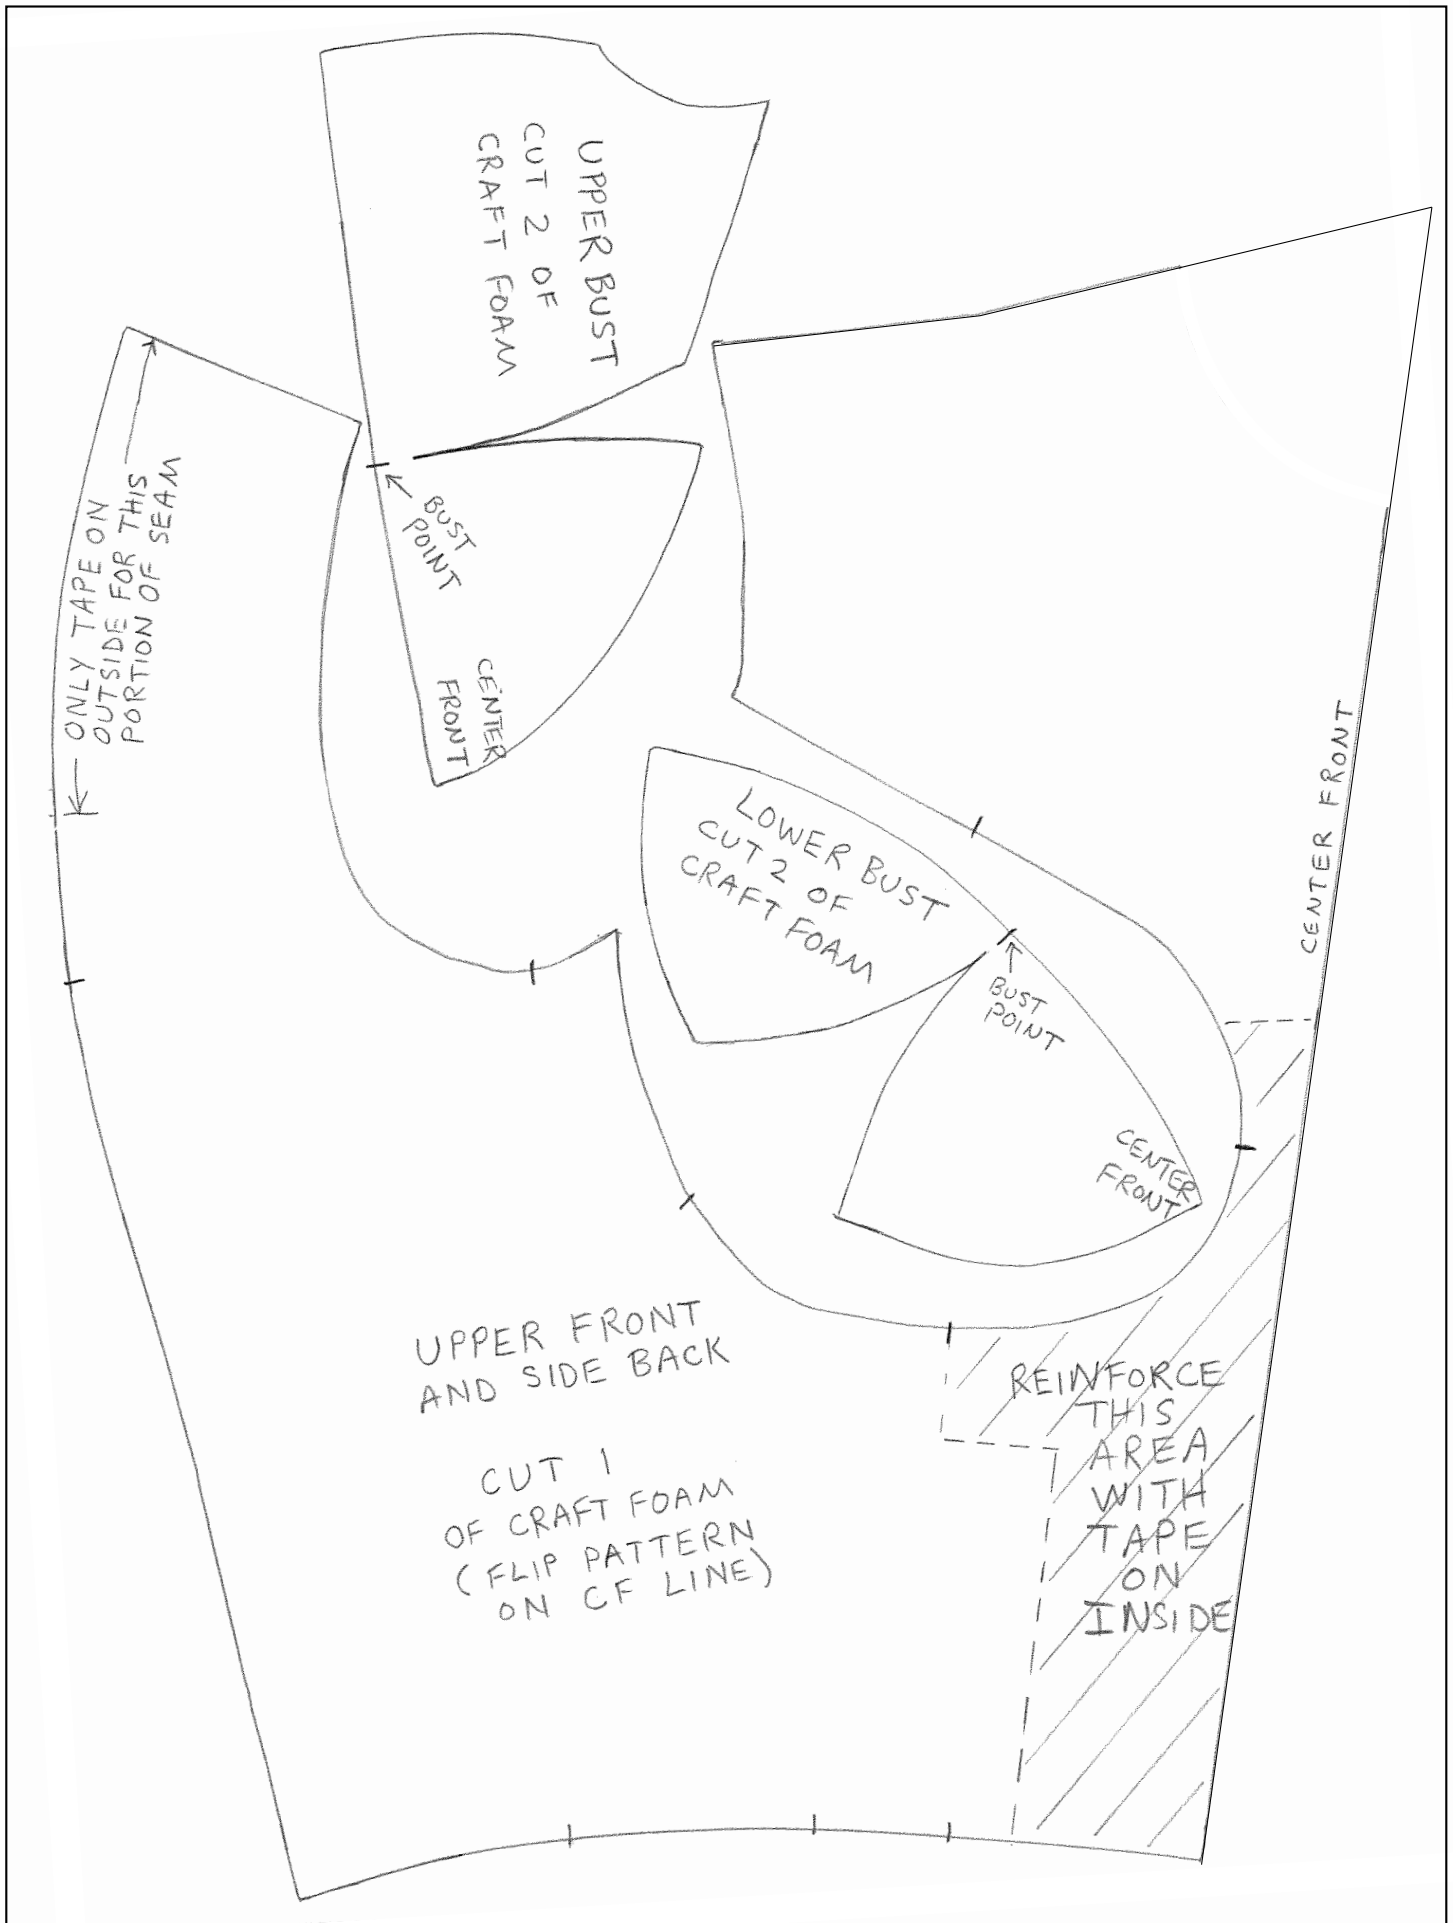 UPPER BUST
CUT 2 OF
CRAFT FOAM
ONLY TAPE ON
OUTSIDE FOR THIS
PORTION OF SEAM
BUST
POINT
CENTER
FRONT
CENTER FRONT
LOWER BUST
CUT 2 OF
CRAFT FOAM
BUST
POINT
CENTER
FRONT
UPPER FRONT
AND SIDE BACK
CUT 1
OF CRAFT FOAM
(FLIP PATTERN
ON CF LINE)
REINFORCE
THIS
AREA
WITH
TAPE
ON
INSIDE